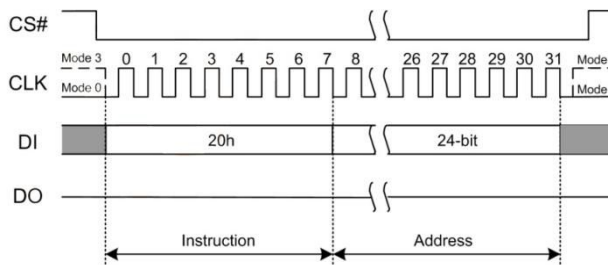 CS#
Mode 3 0 1 2 3 4 5 6 7 8 26 27 28 29 30 31 Mode
CLK
Mode 0 Mode
DI 20h 24-bit
DO
Instruction Address